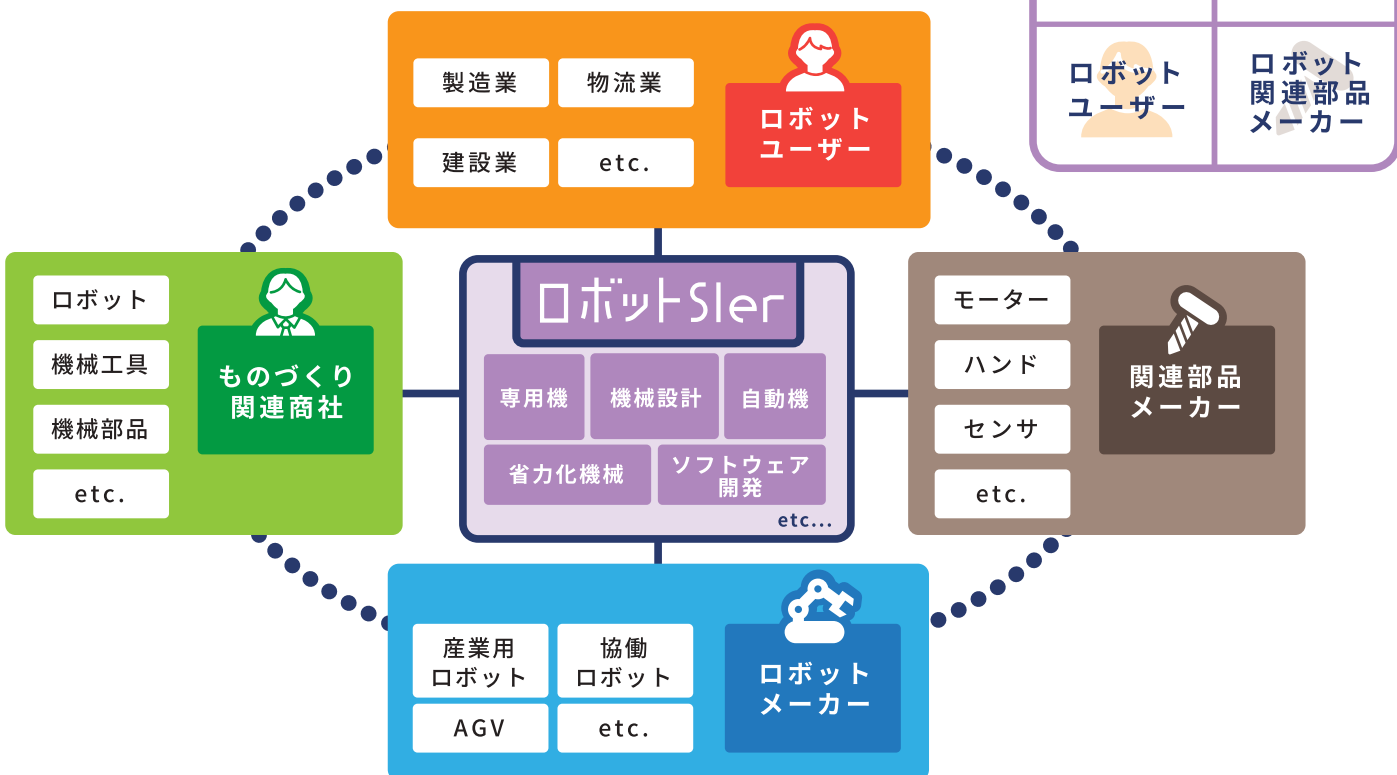 製造業
物流業
建設業
etc.
ロボット
ユーザー
ロボット
ユーザー
ロボット
関連部品
メーカー
ロボット
機械工具
機械部品
etc.
ものづくり
関連商社
ロボットSIer
専用機
機械設計
自動機
省力化機械
ソフトウェア
開発
etc...
モーター
ハンド
センサ
etc.
関連部品
メーカー
産業用
ロボット
協働
ロボット
AGV
etc.
ロボット
メーカー